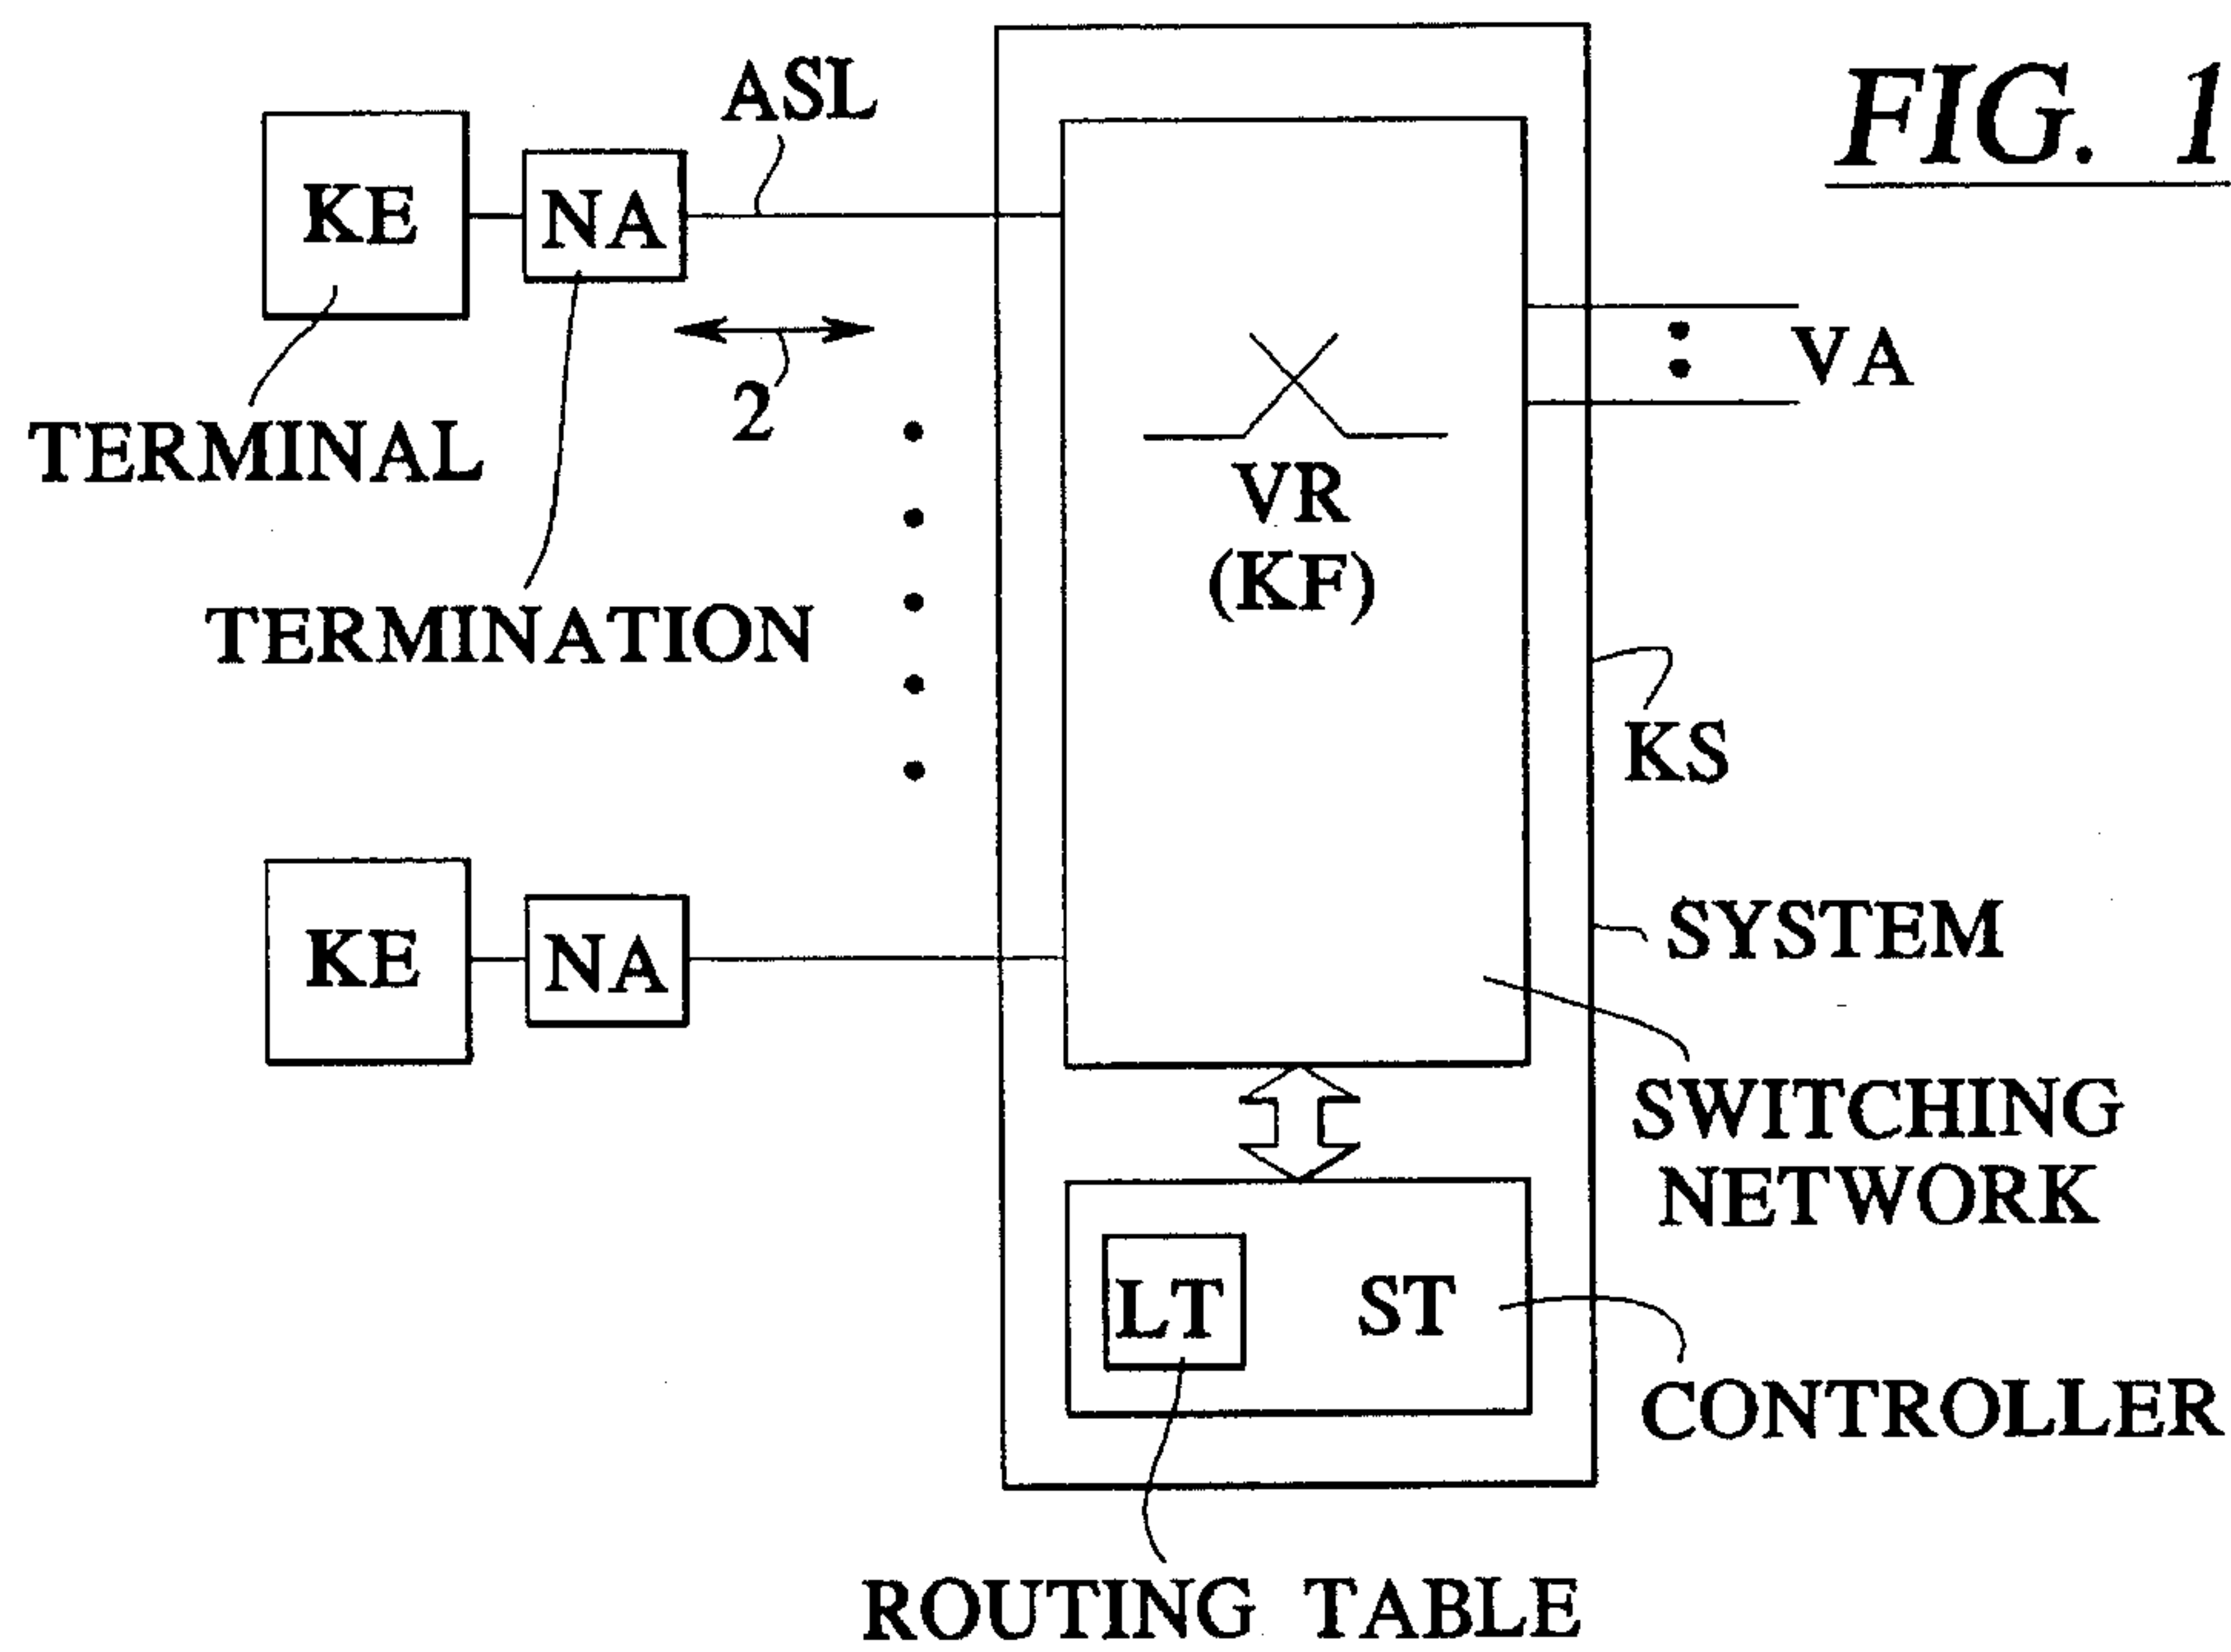 FIG. 1
ASL
KE
NA
2
TERMINAL
TERMINATION
VR
(KF)
VA
KS
KE
NA
SYSTEM
SWITCHING
NETWORK
LT
ST
CONTROLLER
ROUTING TABLE